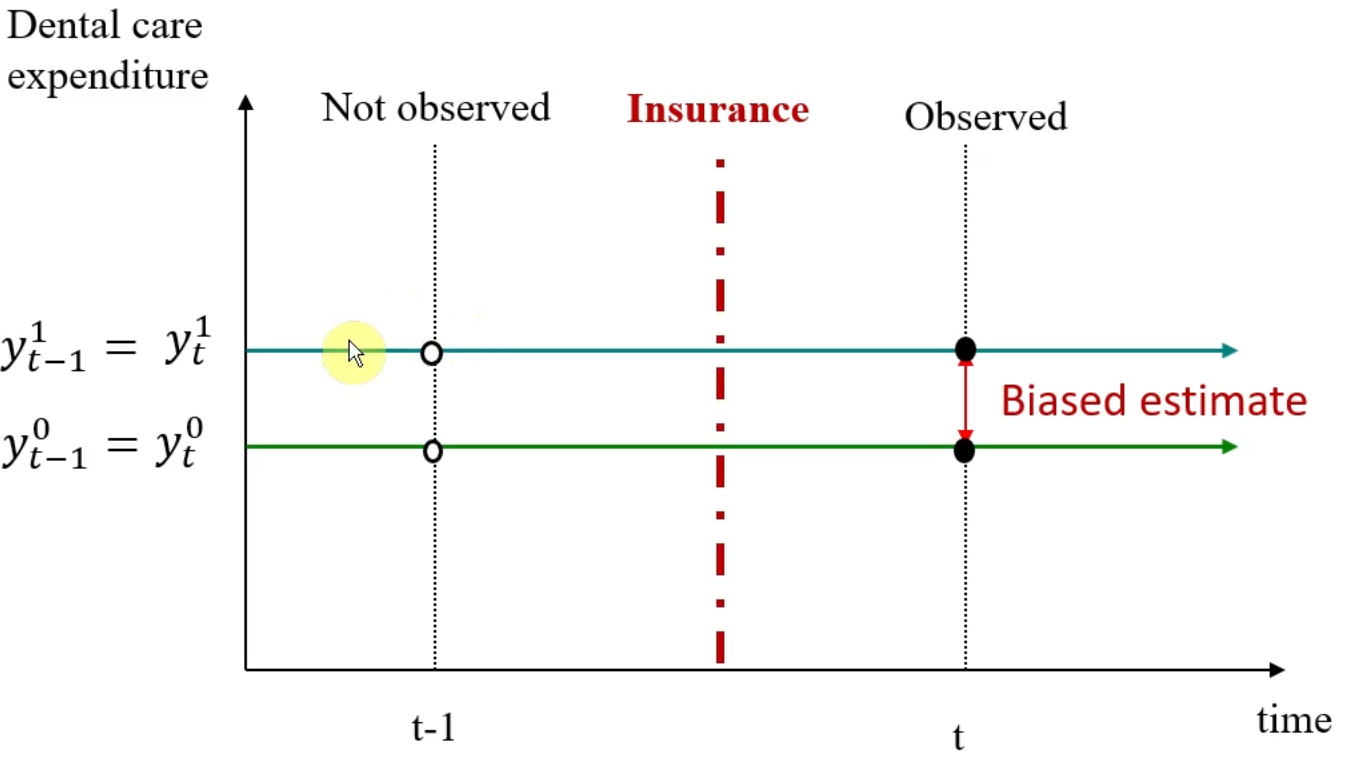 Dental care
expenditure
Not observed
Insurance
Observed
$y_{t-1}^{1} = y_{t}^{1}$
Biased estimate
$y_{t-1}^{0} = y_{t}^{0}$
t-1
t
time